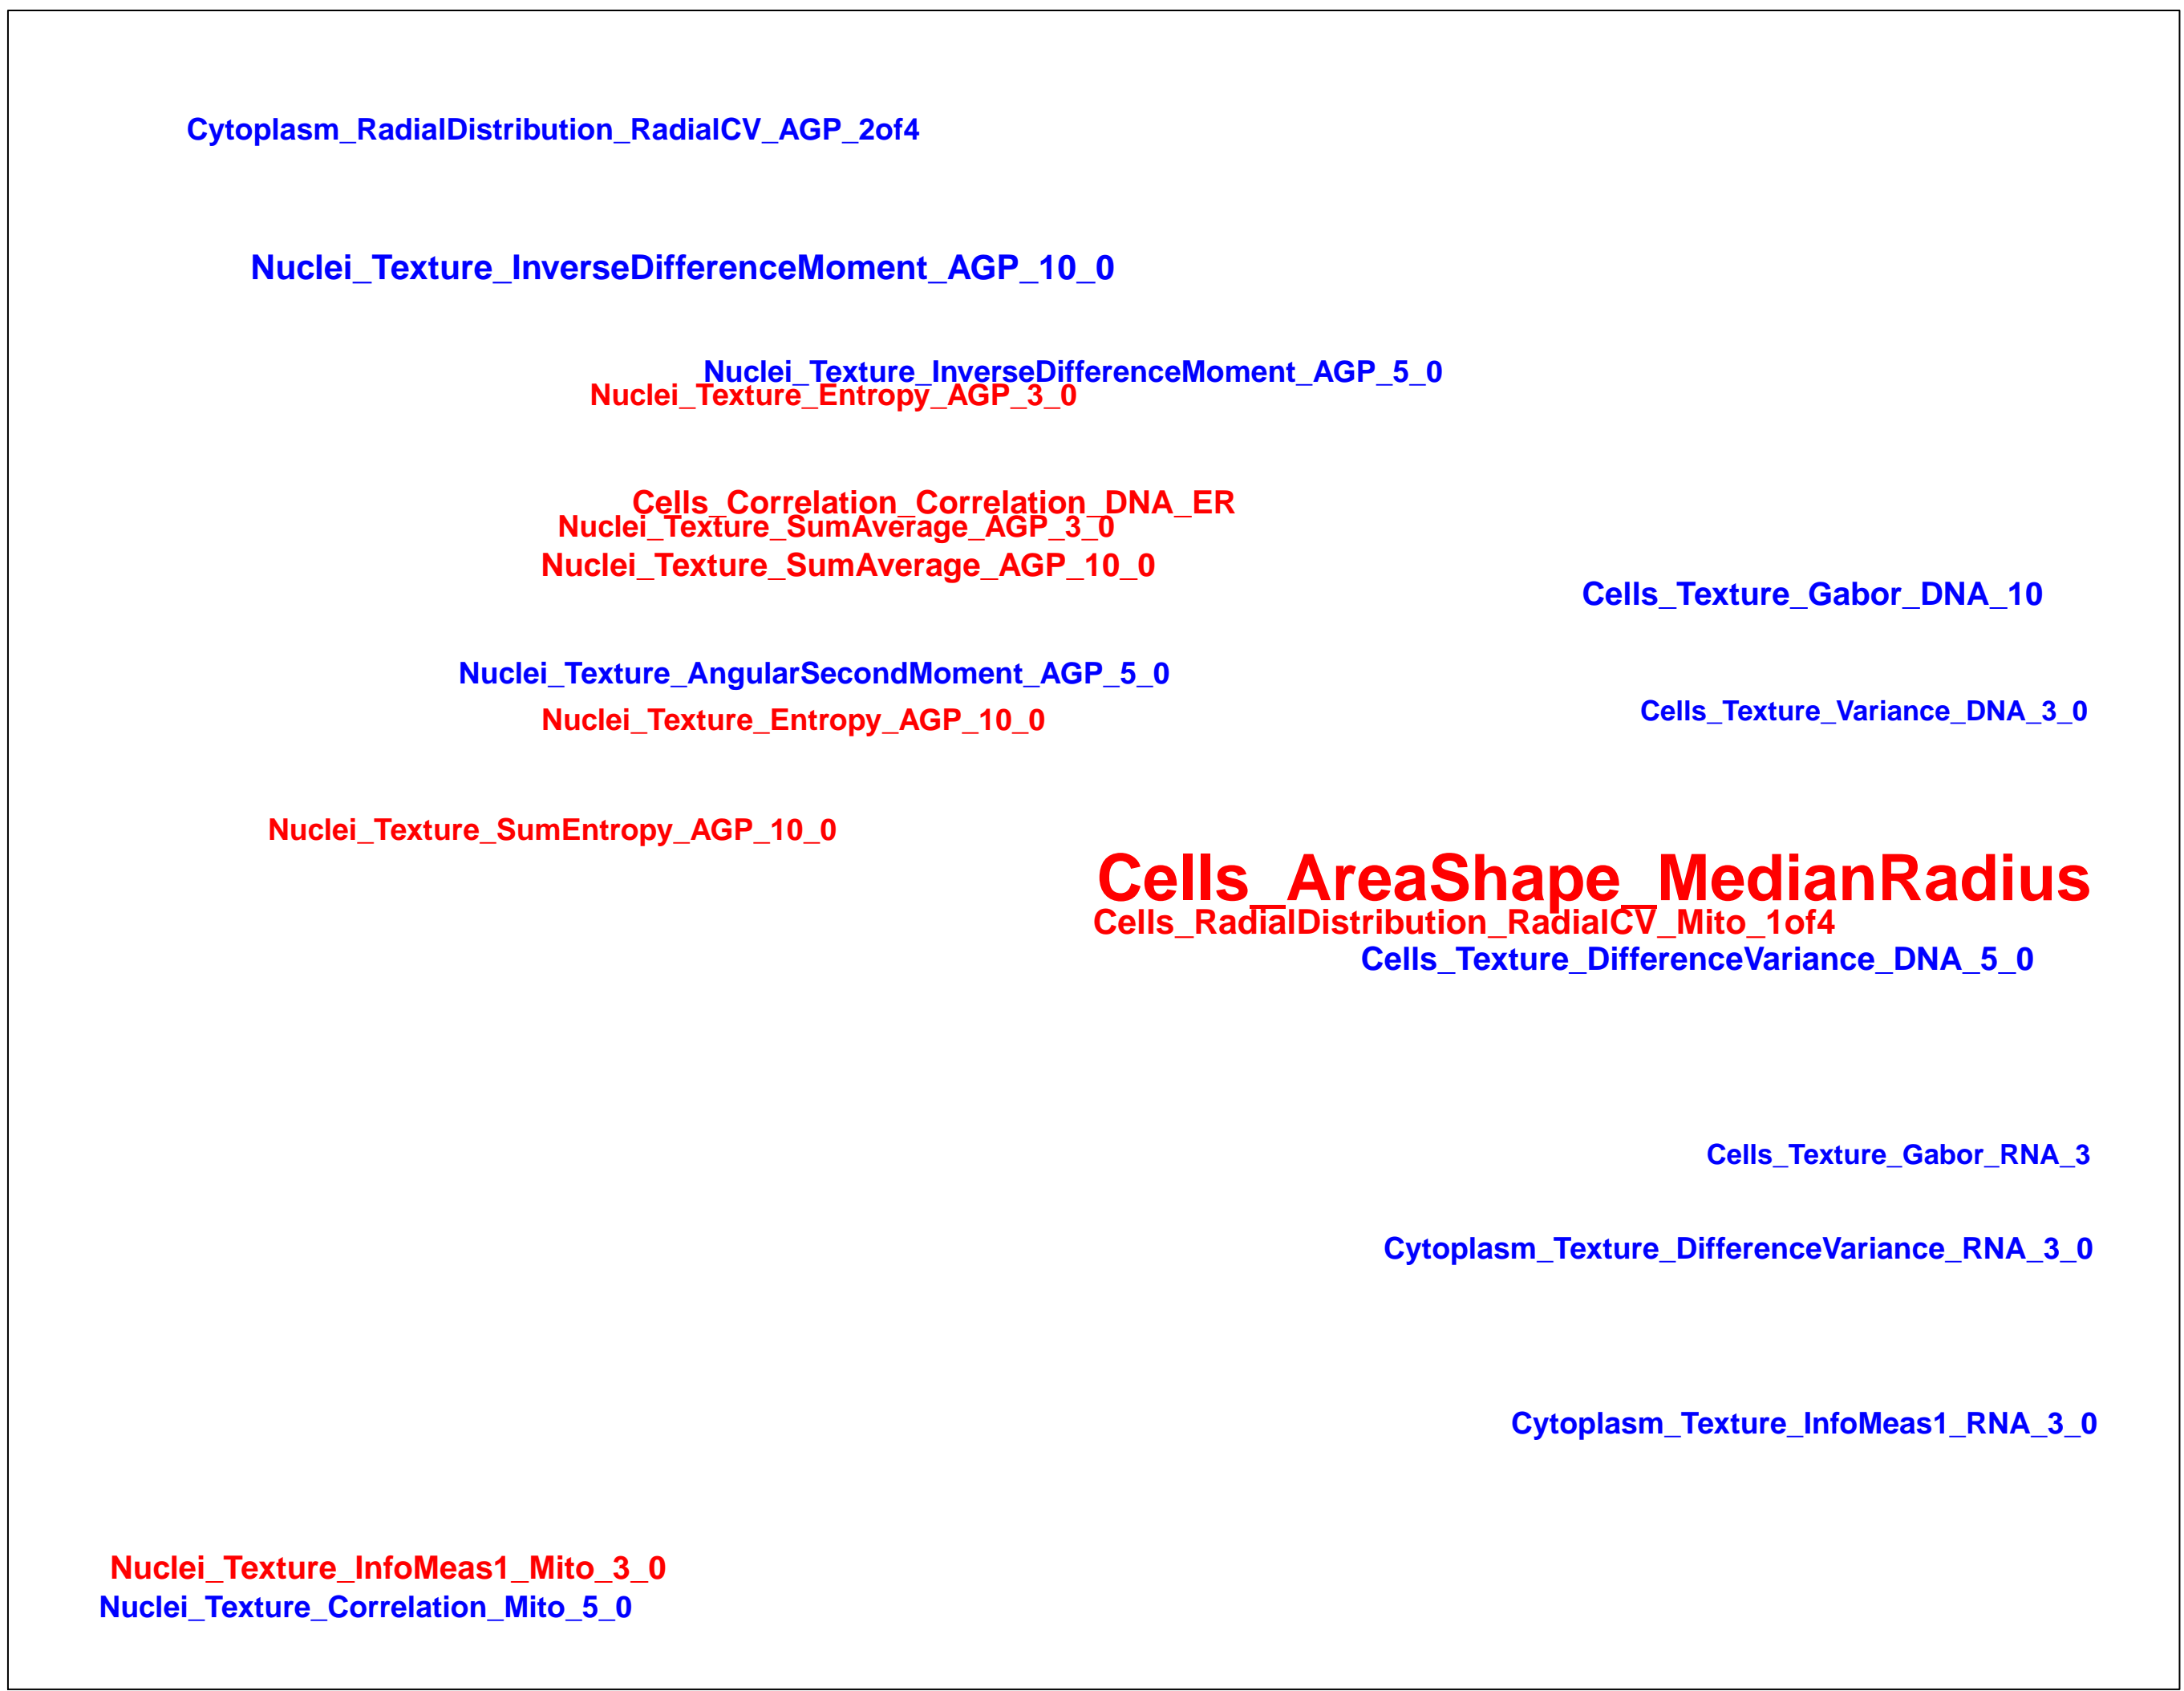 Cytoplasm_RadialDistribution_RadialCV_AGP_2of4
Nuclei_Texture_InverseDifferenceMoment_AGP_10_0
Nuclei_Texture_InverseDifferenceMoment_AGP_5_0
Nuclei_Texture_Entropy_AGP_3_0
Cells_Correlation_Correlation_DNA_ER
Nuclei_Texture_SumAverage_AGP_3_0
Nuclei_Texture_SumAverage_AGP_10_0
Cells_Texture_Gabor_DNA_10
Nuclei_Texture_AngularSecondMoment_AGP_5_0
Cells_Texture_Variance_DNA_3_0
Nuclei_Texture_Entropy_AGP_10_0
Nuclei_Texture_SumEntropy_AGP_10_0
Cells_AreaShape_MedianRadius
Cells_RadialDistribution_RadialCV_Mito_1of4
Cells_Texture_DifferenceVariance_DNA_5_0
Cells_Texture_Gabor_RNA_3
Cytoplasm_Texture_DifferenceVariance_RNA_3_0
Cytoplasm_Texture_InfoMeas1_RNA_3_0
Nuclei_Texture_InfoMeas1_Mito_3_0
Nuclei_Texture_Correlation_Mito_5_0